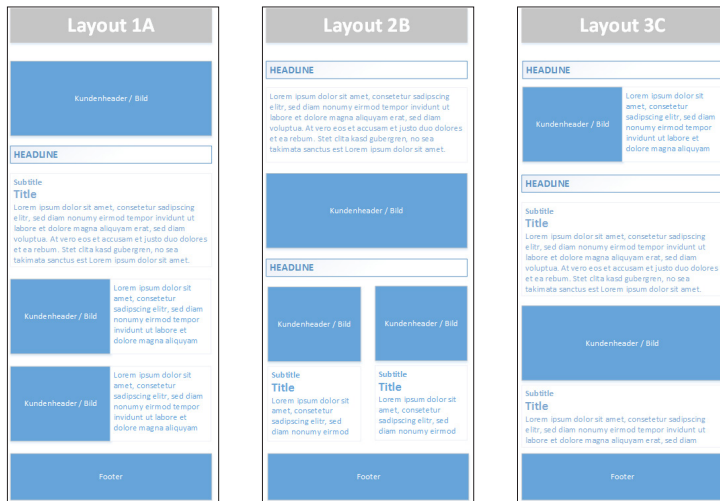 Layout 1A
Kundenheader / Bild
HEADLINE
Subtitle
Title
Lorem ipsum dolor sit amet, consetetur sadipscing
elitr, sed diam nonumy eirmod tempor invidunt ut
labore et dolore magna aliquyam erat, sed diam
voluptua. At vero eos et accusam et justo duo dolores
et ea rebum. Stet clita kasd gubergren, no sea
takimata sanctus est Lorem ipsum dolor sit amet.
Kundenheader / Bild
Lorem ipsum dolor sit
amet, consetetur
sadipscing elitr, sed diam
nonumy eirmod tempor
invidunt ut labore et
dolore magna aliquyam
Kundenheader / Bild
Lorem ipsum dolor sit
amet, consetetur
sadipscing elitr, sed diam
nonumy eirmod tempor
invidunt ut labore et
dolore magna aliquyam
Footer
Layout 2B
HEADLINE
Lorem ipsum dolor sit amet, consetetur sadipscing
elitr, sed diam nonumy eirmod tempor invidunt ut
labore et dolore magna aliquyam erat, sed diam
voluptua. At vero eos et accusam et justo duo dolores
et ea rebum. Stet clita kasd gubergren, no sea
takimata sanctus est Lorem ipsum dolor sit amet.
Kundenheader / Bild
HEADLINE
Kundenheader / Bild
Subtitle
Title
Lorem ipsum dolor sit
amet, consetetur
sadipscing elitr, sed
diam nonumy eirmod
Kundenheader / Bild
Subtitle
Title
Lorem ipsum dolor sit
amet, consetetur
sadipscing elitr, sed
diam nonumy eirmod
Footer
Layout 3C
HEADLINE
Kundenheader / Bild
Lorem ipsum dolor sit
amet, consetetur
sadipscing elitr, sed diam
nonumy eirmod tempor
invidunt ut labore et
dolore magna aliquyam
HEADLINE
Subtitle
Title
Lorem ipsum dolor sit amet, consetetur sadipscing
elitr, sed diam nonumy eirmod tempor invidunt ut
labore et dolore magna aliquyam erat, sed diam
voluptua. At vero eos et accusam et justo duo dolores
et ea rebum. Stet clita kasd gubergren, no sea
takimata sanctus est Lorem ipsum dolor sit amet.
Kundenheader / Bild
Subtitle
Title
Lorem ipsum dolor sit amet, consetetur sadipscing
elitr, sed diam nonumy eirmod tempor invidunt ut
labore et dolore magna aliquyam erat, sed diam
Footer